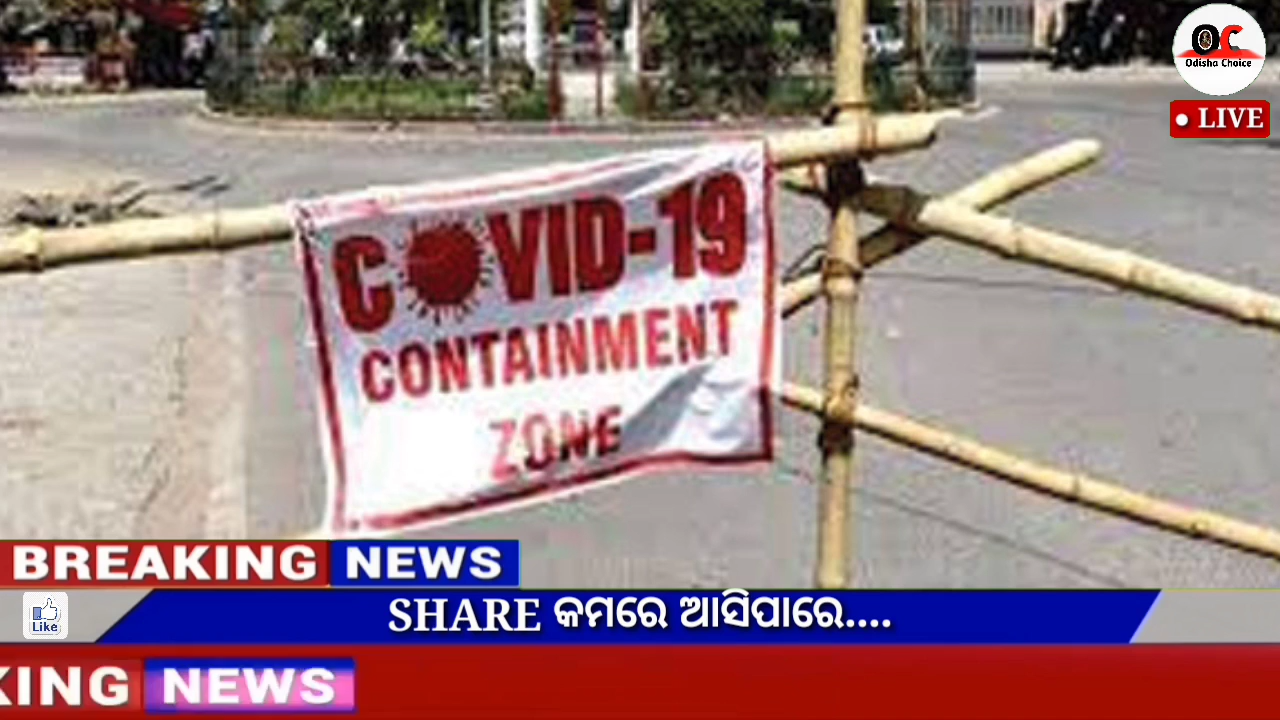 OC
Odisha Choice
• LIVE
COVID-19
CONTAINMENT
ZONE
BREAKING NEWS
Like
SHARE କମରେ ଆସିପାରେ....
KING NEWS